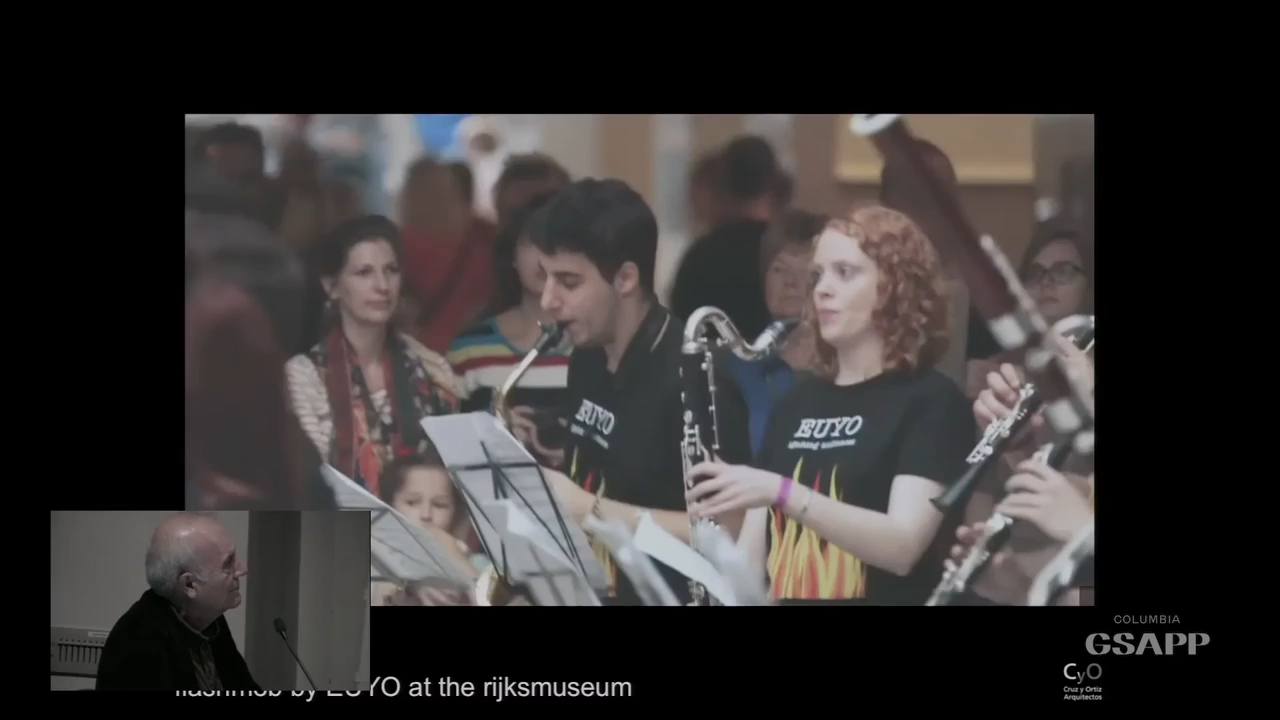 EUYO
EUYO
COLUMBIA
GSAPP
CyO
Cruz y Ortiz
Arquitectos
flashmob by EUYO at the rijksmuseum